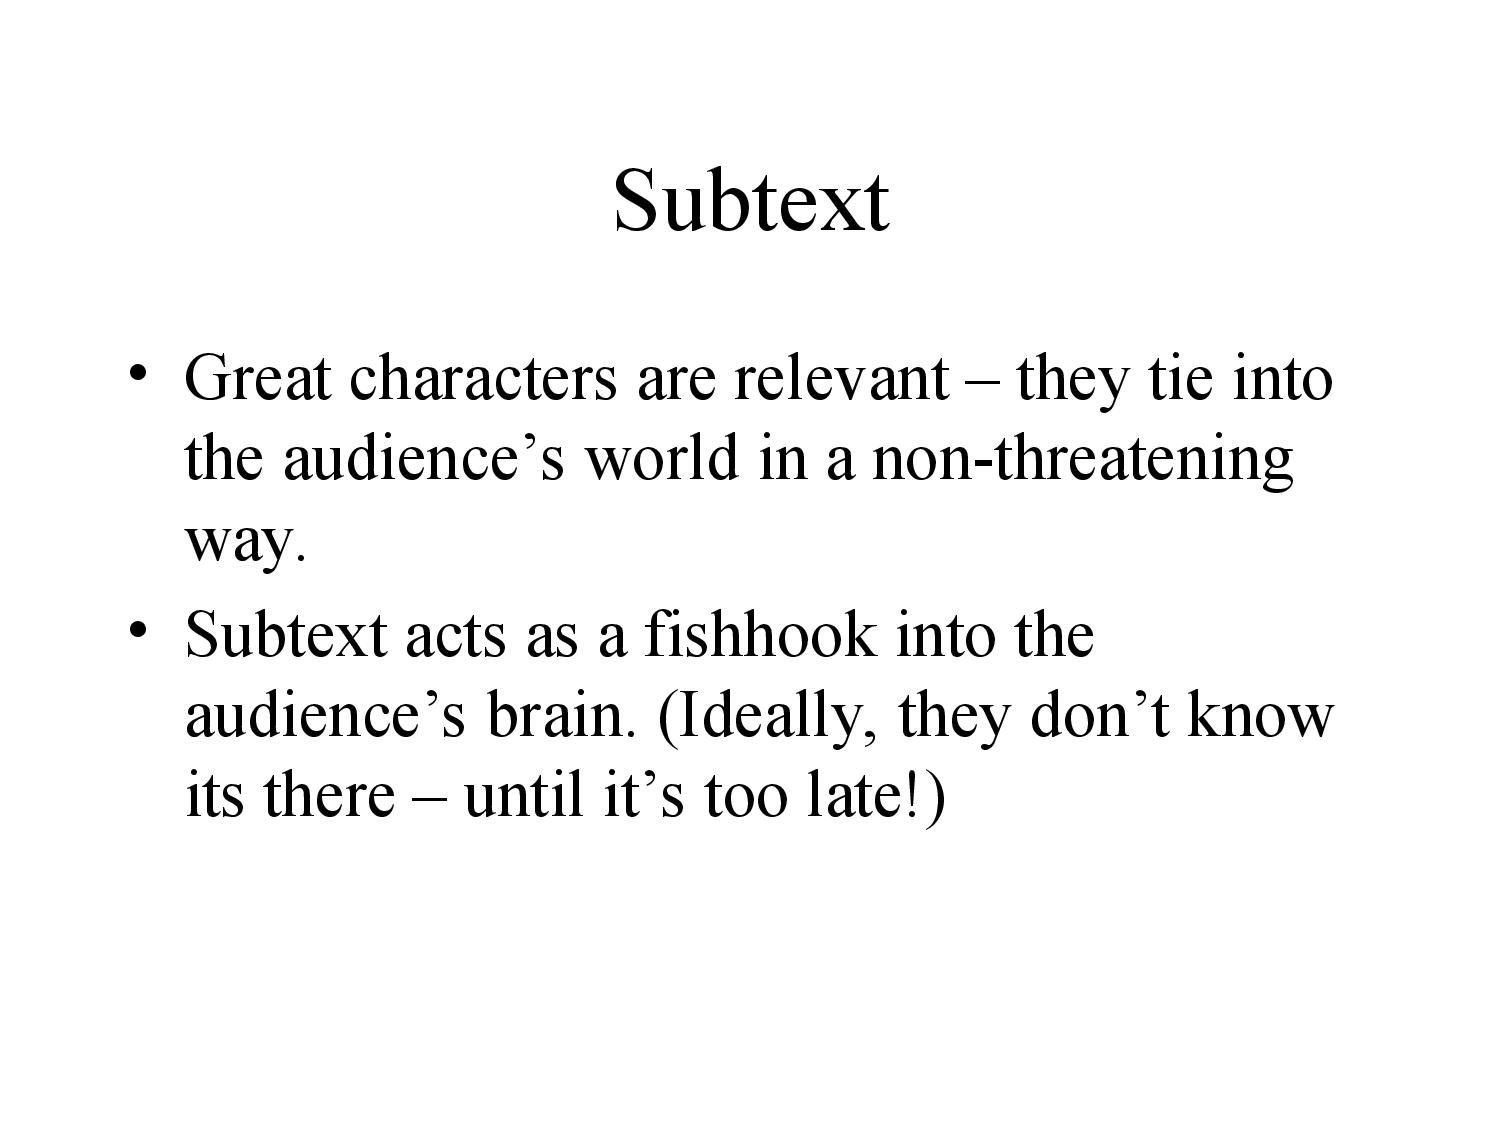 Subtext
• Great characters are relevant – they tie into
the audience’s world in a non-threatening
way.
• Subtext acts as a fishhook into the
audience’s brain. (Ideally, they don’t know
its there – until it’s too late!)